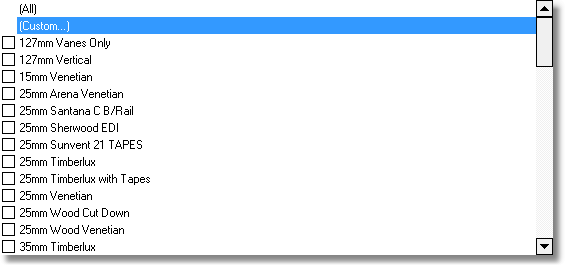 (All)
(Custom...)
127mm Vanes Only
127mm Vertical
15mm Venetian
25mm Arena Venetian
25mm Santana C B/Rail
25mm Sherwood EDI
25mm Sunvent 21 TAPES
25mm Timberlux
25mm Timberlux with Tapes
25mm Venetian
25mm Wood Cut Down
25mm Wood Venetian
35mm Timberlux